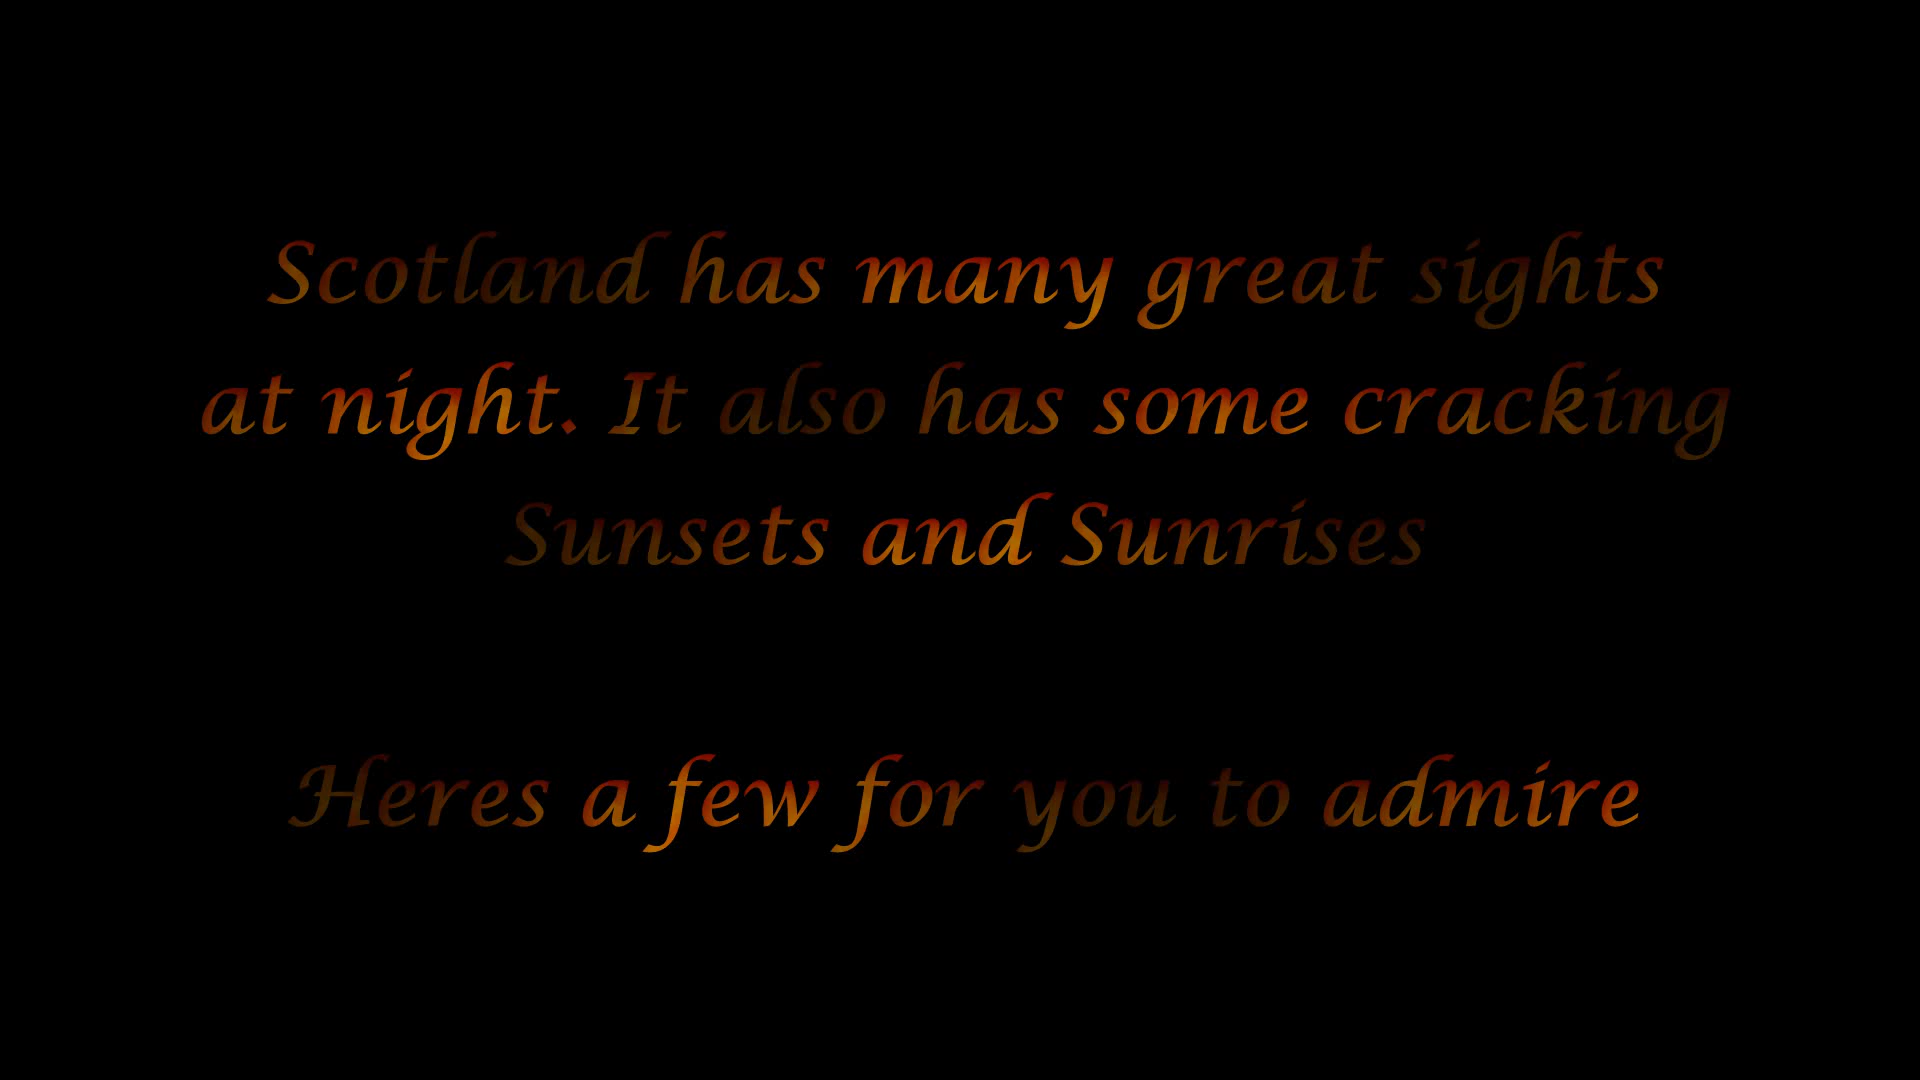 Scotland has many great sights
at night. It also has some cracking
Sunsets and Sunrises
Heres a few for you to admire